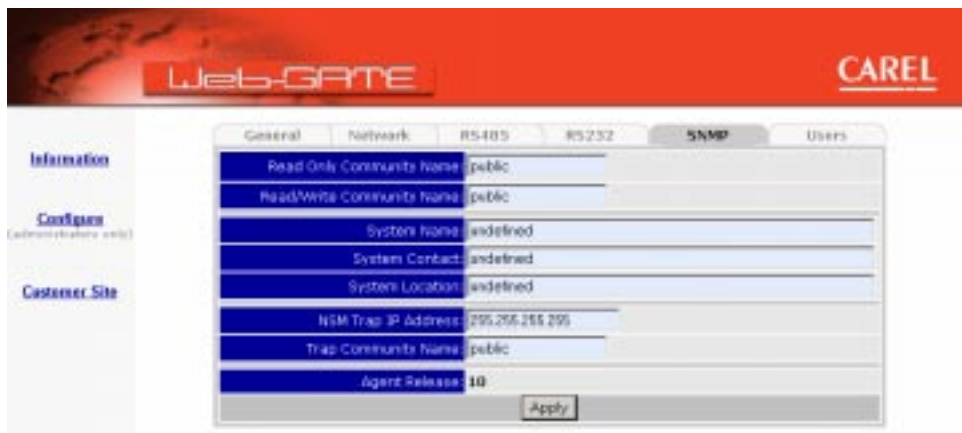 Web-GATE
CAREL
General Network RS485 RS232 SNMP Users
Information
Configure
(administrators only)
Customer Site
Read Only Community Name: public
Read/Write Community Name: public
System Name: undefined
System Contact: undefined
System Location: undefined
NSM Trap IP Address: 255.255.255.255
Trap Community Name: public
Agent Release: 10
Apply